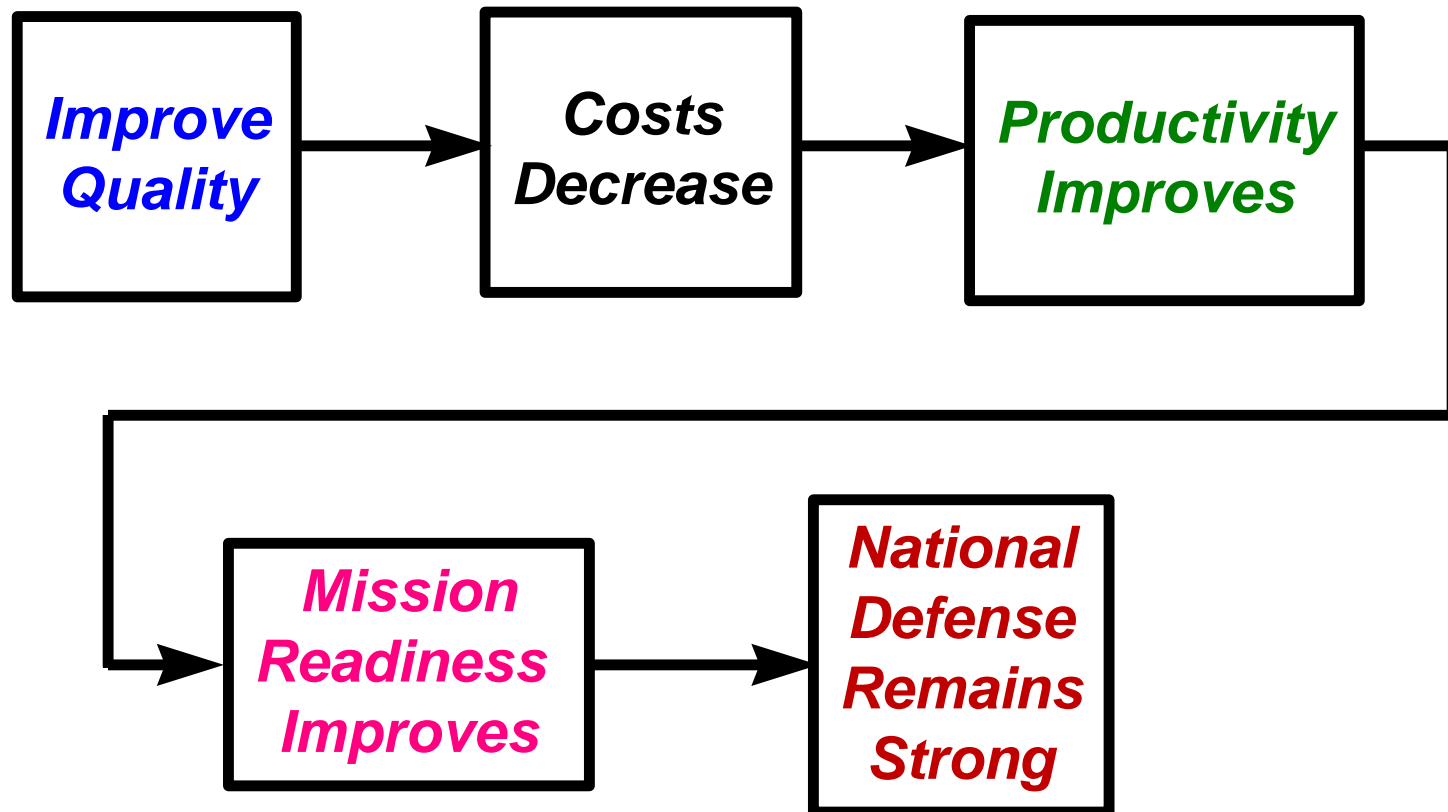 Improve
Quality
Costs
Decrease
Productivity
Improves
Mission
Readiness
Improves
National
Defense
Remains
Strong